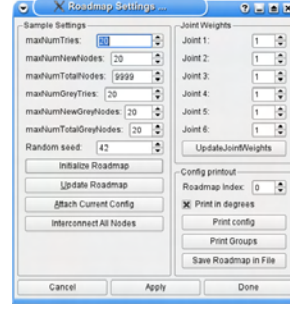 Roadmap Settings ...
Sample Settings
maxNumTries: 20
maxNumNewNodes: 20
maxNumTotalNodes: 9999
maxNumGreyTries: 20
maxNumNewGreyNodes: 20
maxNumTotalGreyNodes: 20
Random seed: 42
Initialize Roadmap
Update Roadmap
Attach Current Config
Interconnect All Nodes
Joint Weights
Joint 1: 1
Joint 2: 1
Joint 3: 1
Joint 4: 1
Joint 5: 1
Joint 6: 1
UpdateJointWeights
Config printout
Roadmap Index: 0
Print in degrees
Print config
Print Groups
Save Roadmap in File
Cancel
Apply
Done